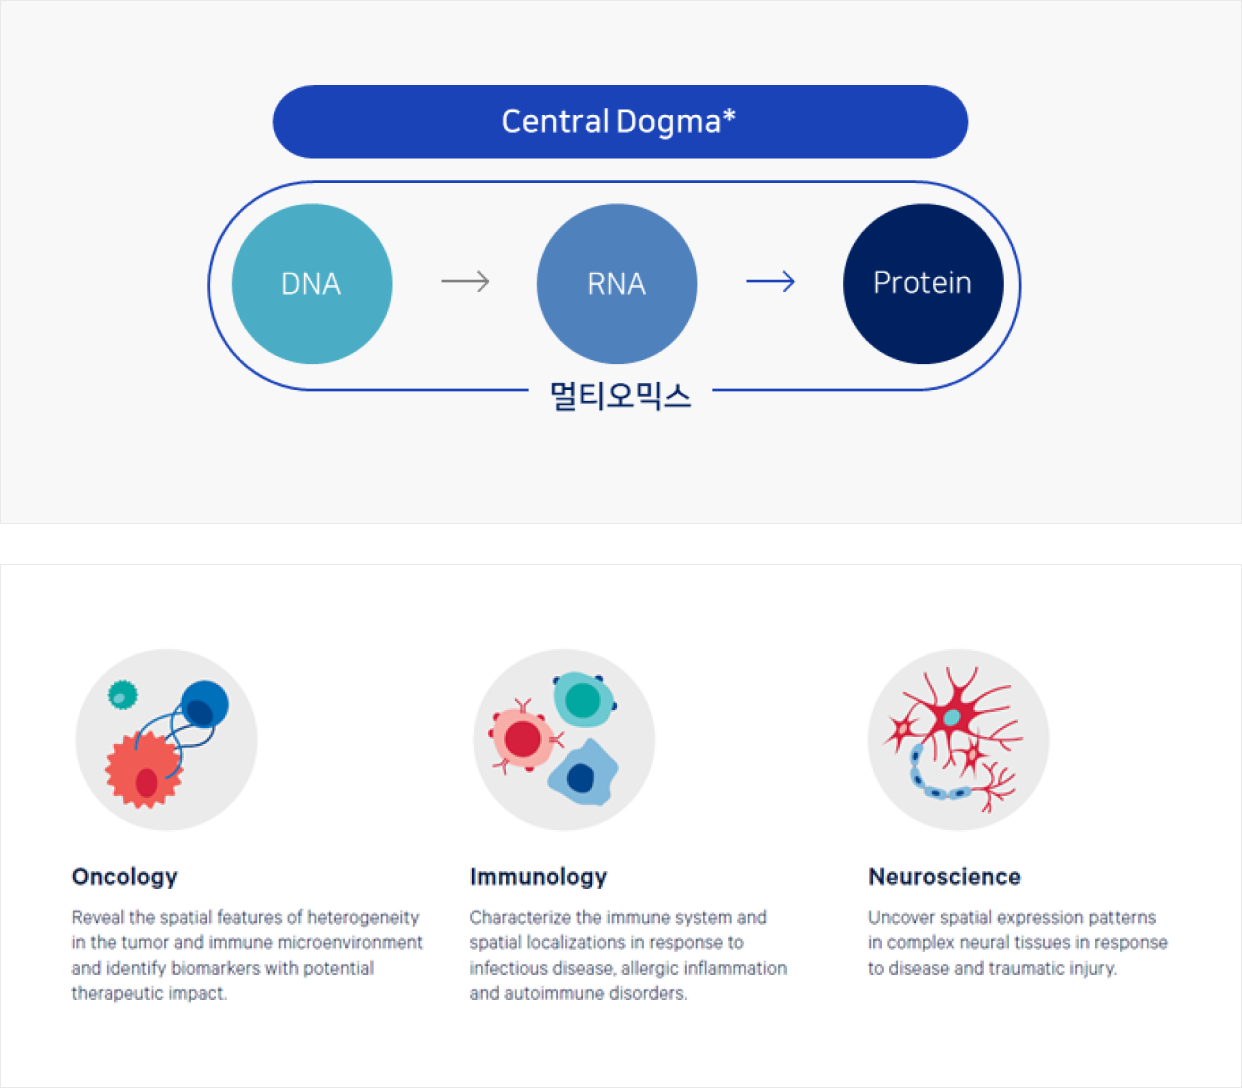 Central Dogma*
DNA → RNA → Protein
멀티오믹스
Oncology
Reveal the spatial features of heterogeneity
in the tumor and immune microenvironment
and identify biomarkers with potential
therapeutic impact.
Immunology
Characterize the immune system and
spatial localizations in response to
infectious disease, allergic inflammation
and autoimmune disorders.
Neuroscience
Uncover spatial expression patterns
in complex neural tissues in response
to disease and traumatic injury.